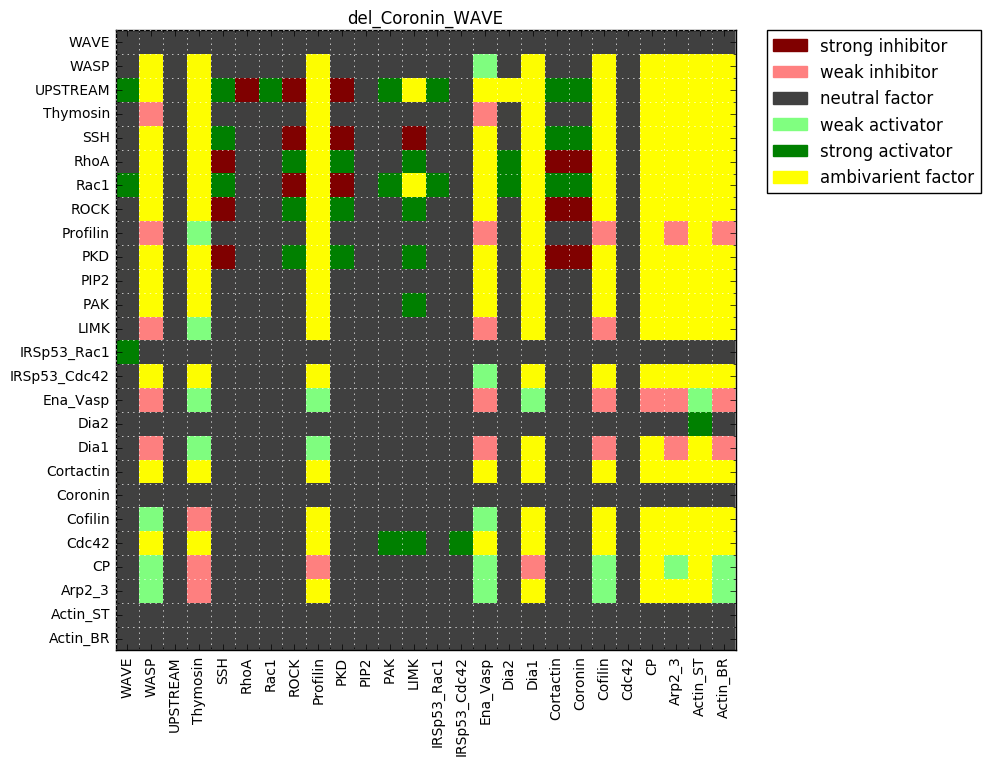 del_Coronin_WAVE
strong inhibitor
weak inhibitor
neutral factor
weak activator
strong activator
ambivarient factor
WAVE
WASP
UPSTREAM
Thymosin
SSH
RhoA
Rac1
ROCK
Profilin
PKD
PIP2
PAK
LIMK
IRSp53_Rac1
IRSp53_Cdc42
Ena_Vasp
Dia2
Dia1
Cortactin
Coronin
Cofilin
Cdc42
CP
Arp2_3
Actin_ST
Actin_BR
WAVE
WASP
UPSTREAM
Thymosin
SSH
RhoA
Rac1
ROCK
Profilin
PKD
PIP2
PAK
LIMK
IRSp53_Rac1
IRSp53_Cdc42
Ena_Vasp
Dia2
Dia1
Cortactin
Coronin
Cofilin
Cdc42
CP
Arp2_3
Actin_ST
Actin_BR